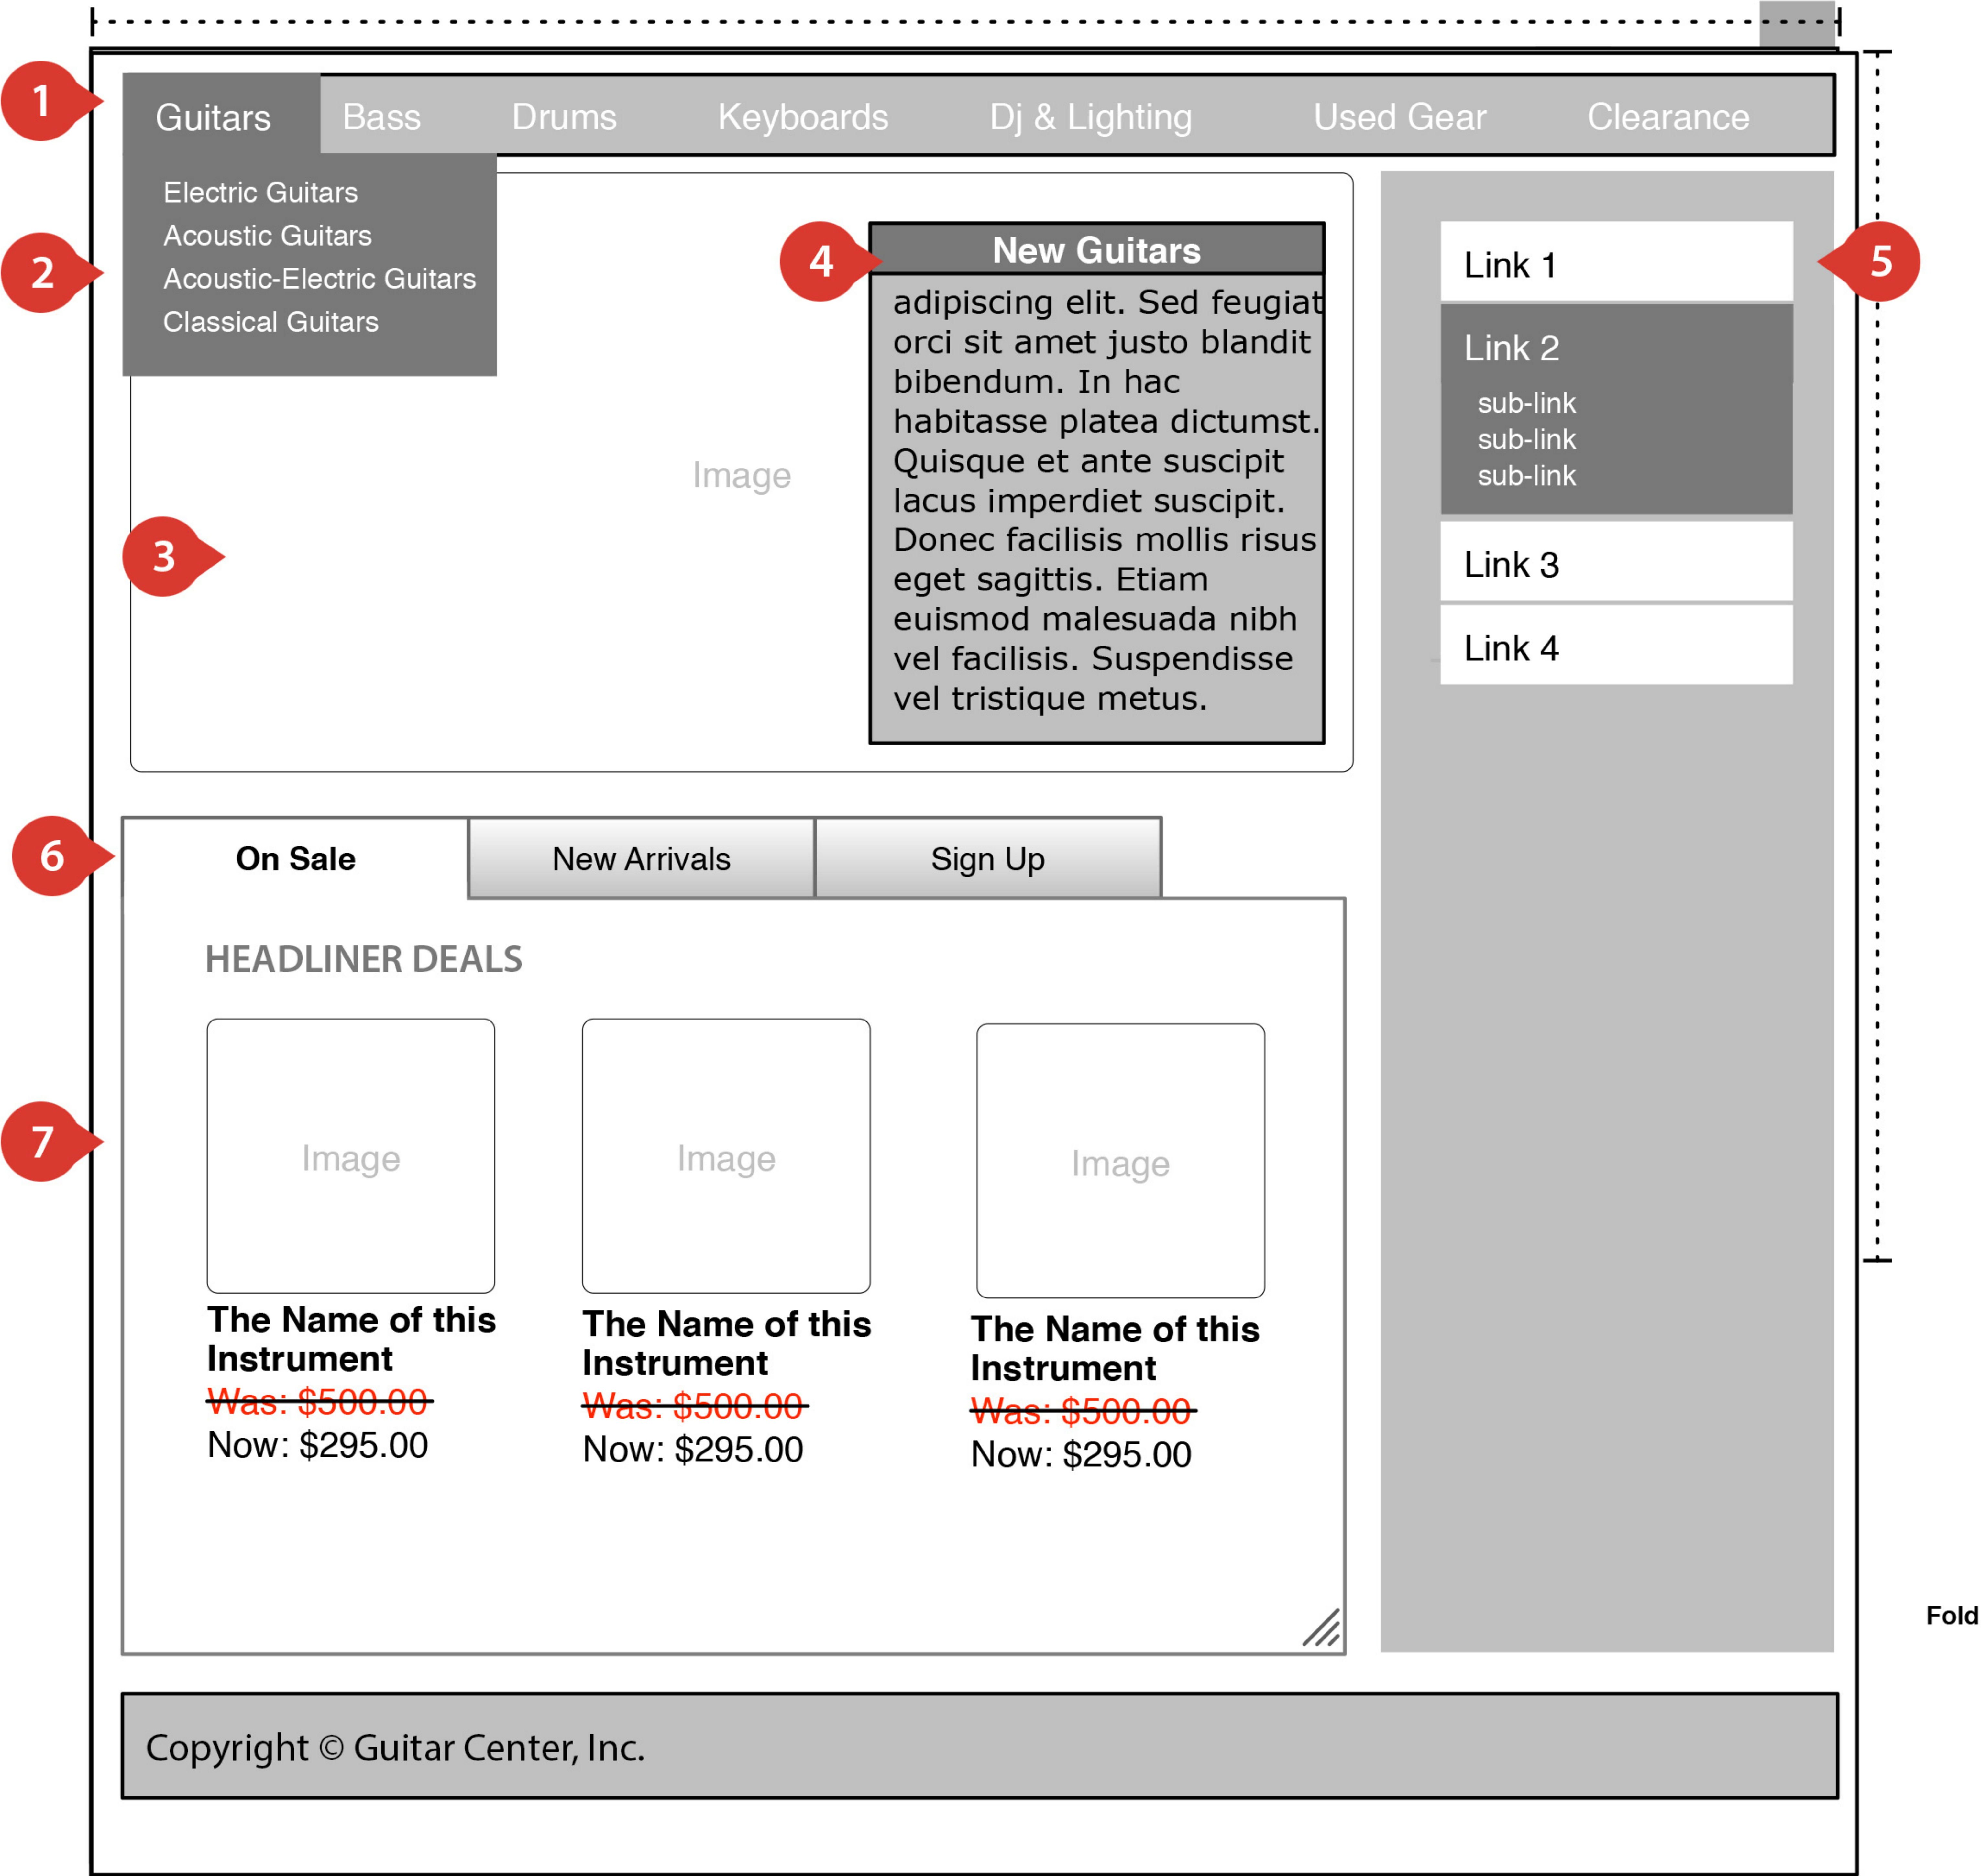 1
Guitars Bass Drums Keyboards Dj & Lighting Used Gear Clearance
2
Electric Guitars
Acoustic Guitars
Acoustic-Electric Guitars
Classical Guitars
3
Image
4
New Guitars
adipiscing elit. Sed feugiat
orci sit amet justo blandit
bibendum. In hac
habitasse platea dictumst.
Quisque et ante suscipit
lacus imperdiet suscipit.
Donec facilisis mollis risus
eget sagittis. Etiam
euismod malesuada nibh
vel facilisis. Suspendisse
vel tristique metus.
5
Link 1
Link 2
sub-link
sub-link
sub-link
Link 3
Link 4
6
On Sale New Arrivals Sign Up
HEADLINER DEALS
7
Image
The Name of this
Instrument
Was: $500.00
Now: $295.00
Image
The Name of this
Instrument
Was: $500.00
Now: $295.00
Image
The Name of this
Instrument
Was: $500.00
Now: $295.00
Fold
Copyright © Guitar Center, Inc.